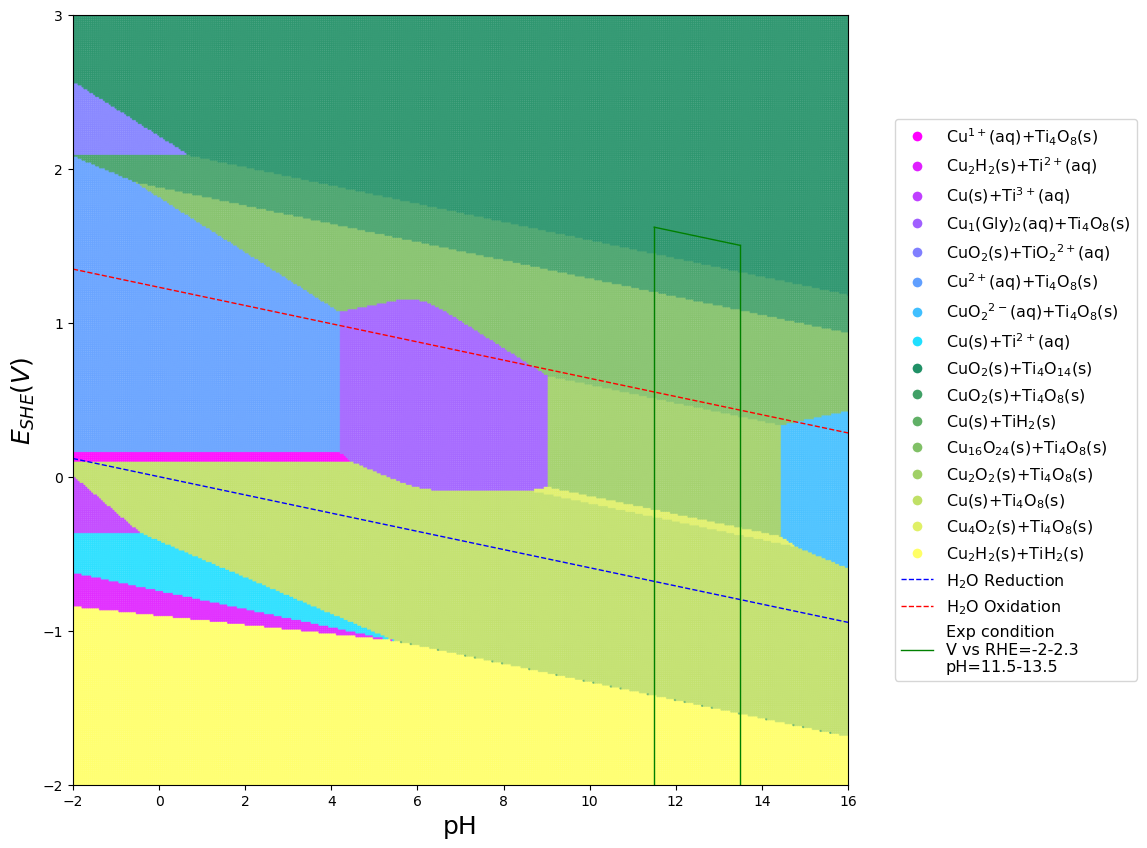 3
2
1
0
−1
−2
E_SHE(V)
−2 0 2 4 6 8 10 12 14 16
pH
Cu¹⁺(aq)+Ti₄O₈(s)
Cu₂H₂(s)+Ti²⁺(aq)
Cu(s)+Ti³⁺(aq)
Cu₁(Gly)₂(aq)+Ti₄O₈(s)
CuO₂(s)+TiO₂²⁺(aq)
Cu²⁺(aq)+Ti₄O₈(s)
CuO₂²⁻(aq)+Ti₄O₈(s)
Cu(s)+Ti²⁺(aq)
CuO₂(s)+Ti₄O₁₄(s)
CuO₂(s)+Ti₄O₈(s)
Cu(s)+TiH₂(s)
Cu₁₆O₂₄(s)+Ti₄O₈(s)
Cu₂O₂(s)+Ti₄O₈(s)
Cu(s)+Ti₄O₈(s)
Cu₄O₂(s)+Ti₄O₈(s)
Cu₂H₂(s)+TiH₂(s)
H₂O Reduction
H₂O Oxidation
Exp condition
V vs RHE=-2-2.3
pH=11.5-13.5